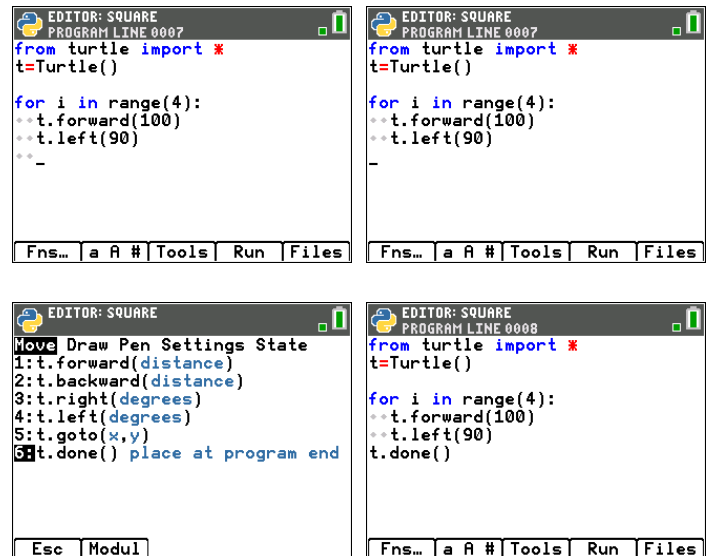 EDITOR: SQUARE
PROGRAM LINE 0007
from turtle import *
t=Turtle()
for i in range(4):
⬩⬩t.forward(100)
⬩⬩t.left(90)
⬩⬩_
Fns… a A # Tools Run Files
EDITOR: SQUARE
PROGRAM LINE 0007
from turtle import *
t=Turtle()
for i in range(4):
⬩⬩t.forward(100)
⬩⬩t.left(90)
_
Fns… a A # Tools Run Files
EDITOR: SQUARE
Move Draw Pen Settings State
1:t.forward(distance)
2:t.backward(distance)
3:t.right(degrees)
4:t.left(degrees)
5:t.goto(x,y)
6:t.done() place at program end
Esc Modul
EDITOR: SQUARE
PROGRAM LINE 0008
from turtle import *
t=Turtle()
for i in range(4):
⬩⬩t.forward(100)
⬩⬩t.left(90)
t.done()
Fns… a A # Tools Run Files